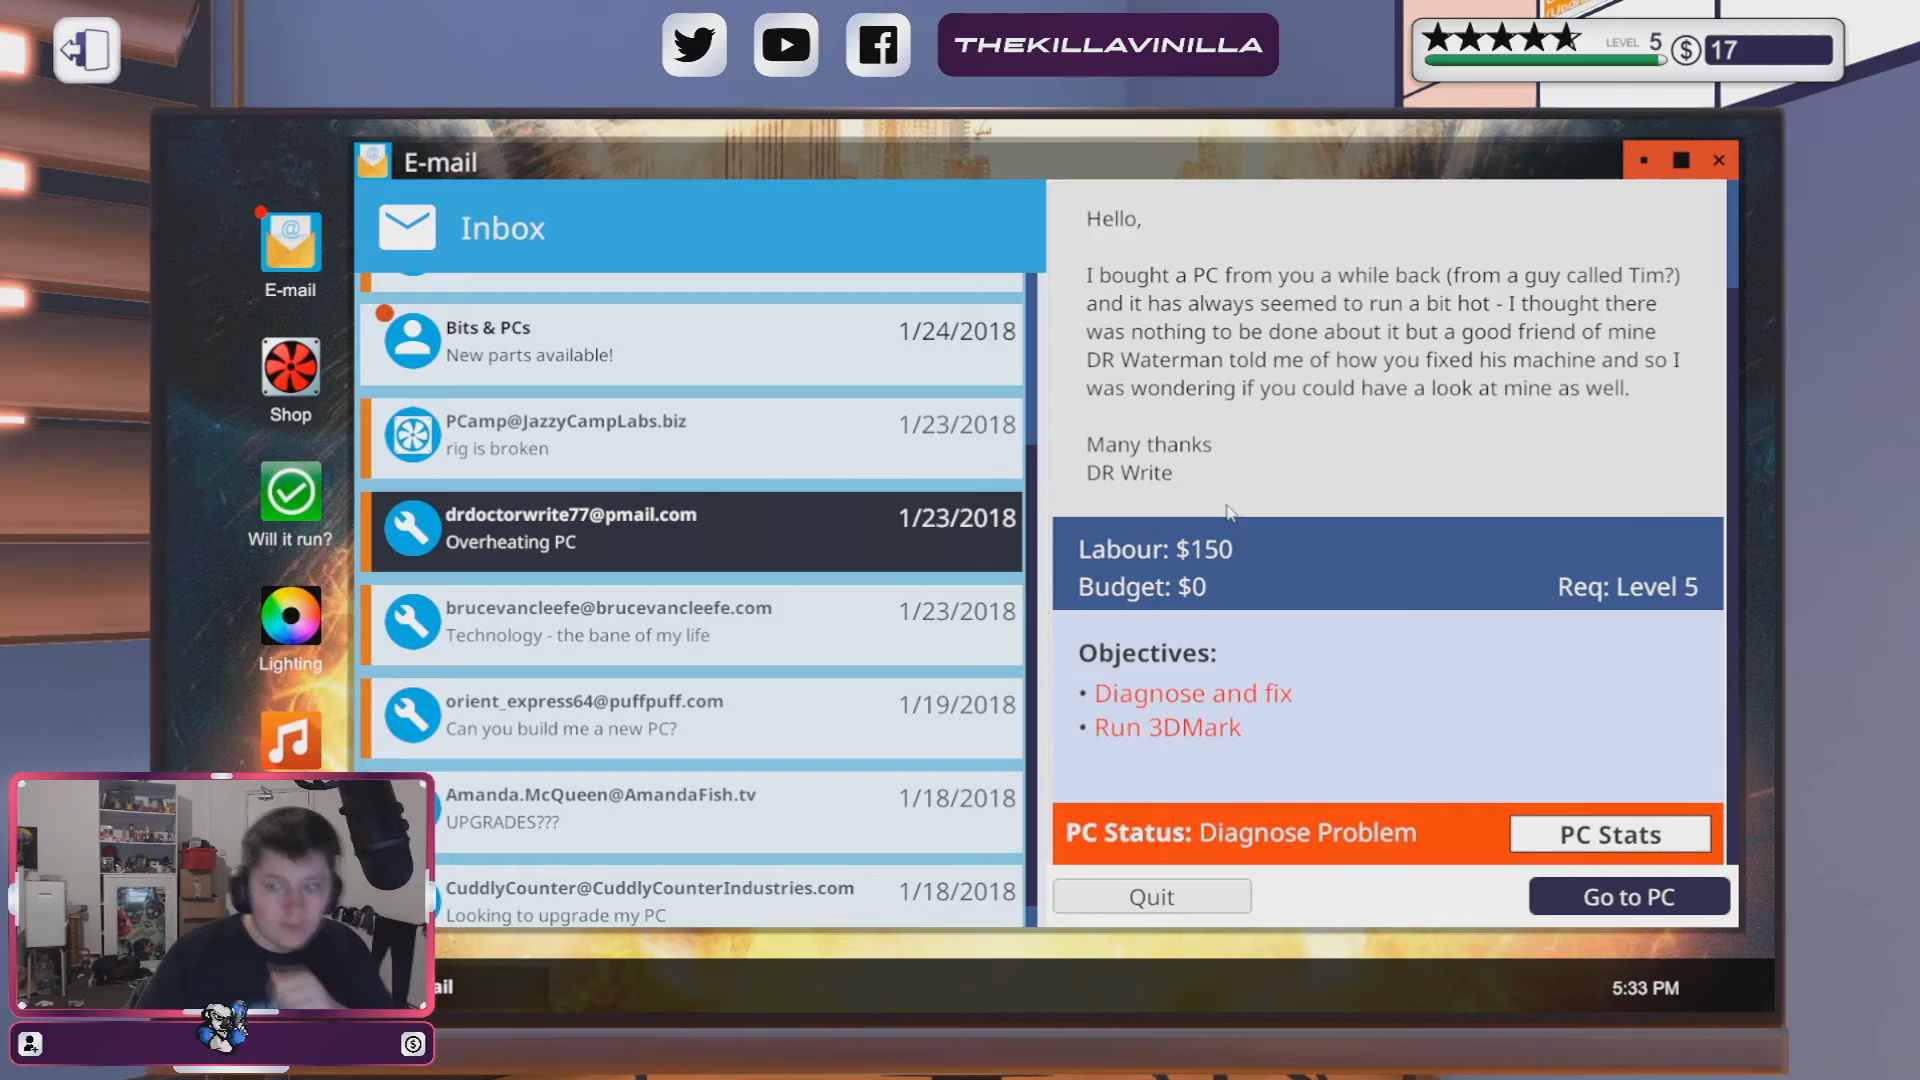 THEKILLAVINILLA
LEVEL 5
$ 17
E-mail
Inbox
E-mail
Shop
Will it run?
Lighting
Bits & PCs
1/24/2018
New parts available!
PCamp@JazzyCampLabs.biz
1/23/2018
rig is broken
drdoctorwrite77@pmail.com
1/23/2018
Overheating PC
brucevancleefe@brucevancleefe.com
1/23/2018
Technology - the bane of my life
orient_express64@puffpuff.com
1/19/2018
Can you build me a new PC?
Amanda.McQueen@AmandaFish.tv
1/18/2018
UPGRADES???
CuddlyCounter@CuddlyCounterIndustries.com
1/18/2018
Looking to upgrade my PC
Hello,
I bought a PC from you a while back (from a guy called Tim?)
and it has always seemed to run a bit hot - I thought there
was nothing to be done about it but a good friend of mine
DR Waterman told me of how you fixed his machine and so I
was wondering if you could have a look at mine as well.
Many thanks
DR Write
Labour: $150
Budget: $0
Req: Level 5
Objectives:
• Diagnose and fix
• Run 3DMark
PC Status: Diagnose Problem
PC Stats
Quit
Go to PC
5:33 PM